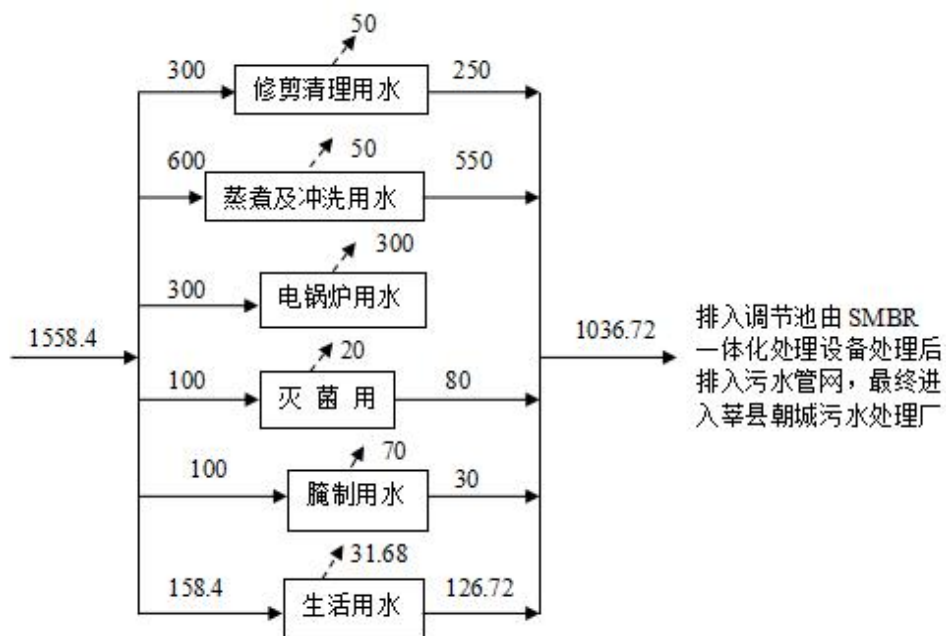 50
300
修剪清理用水
250
50
600
蒸煮及冲洗用水
550
300
300
电锅炉用水
1558.4
1036.72
排入调节池由 SMBR
一体化处理设备处理后
排入污水管网，最终进
入莘县朝城污水处理厂
20
100
灭 菌 用
80
70
100
腌制用水
30
31.68
158.4
生活用水
126.72